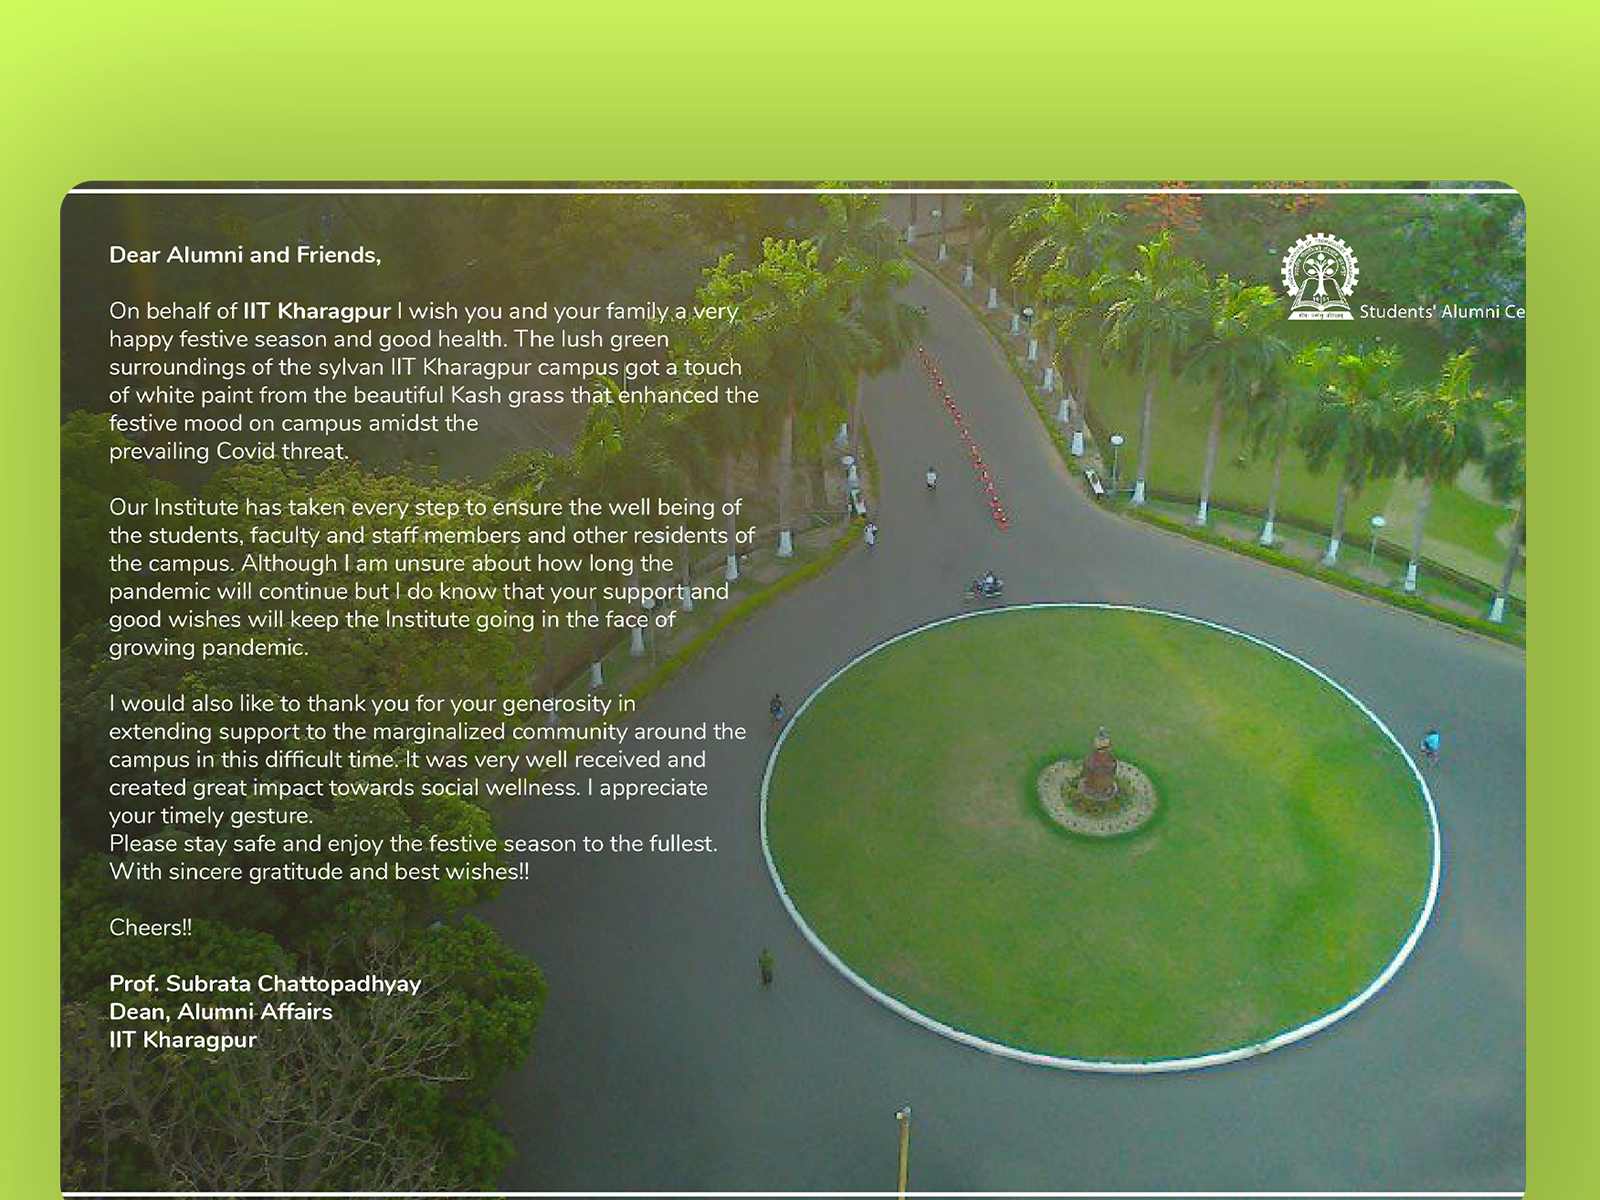 Dear Alumni and Friends,
On behalf of IIT Kharagpur I wish you and your family a very
happy festive season and good health. The lush green
surroundings of the sylvan IIT Kharagpur campus got a touch
of white paint from the beautiful Kash grass that enhanced the
festive mood on campus amidst the
prevailing Covid threat.
Our Institute has taken every step to ensure the well being of
the students, faculty and staff members and other residents of
the campus. Although I am unsure about how long the
pandemic will continue but I do know that your support and
good wishes will keep the Institute going in the face of
growing pandemic.
I would also like to thank you for your generosity in
extending support to the marginalized community around the
campus in this difficult time. It was very well received and
created great impact towards social wellness. I appreciate
your timely gesture.
Please stay safe and enjoy the festive season to the fullest.
With sincere gratitude and best wishes!!
Cheers!!
Prof. Subrata Chattopadhyay
Dean, Alumni Affairs
IIT Kharagpur
Students' Alumni Ce